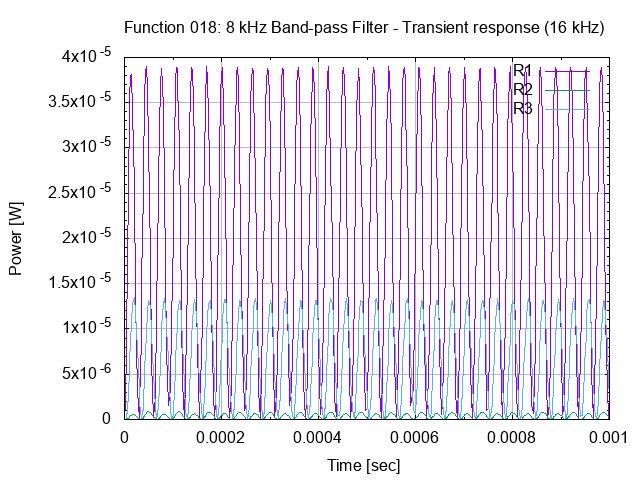 Function 018: 8 kHz Band-pass Filter - Transient response (16 kHz)
4x10-5
3.5x10-5
3x10-5
2.5x10-5
2x10-5
1.5x10-5
1x10-5
5x10-6
0
Power [W]
R1
R2
R3
0 0.0002 0.0004 0.0006 0.0008 0.001
Time [sec]